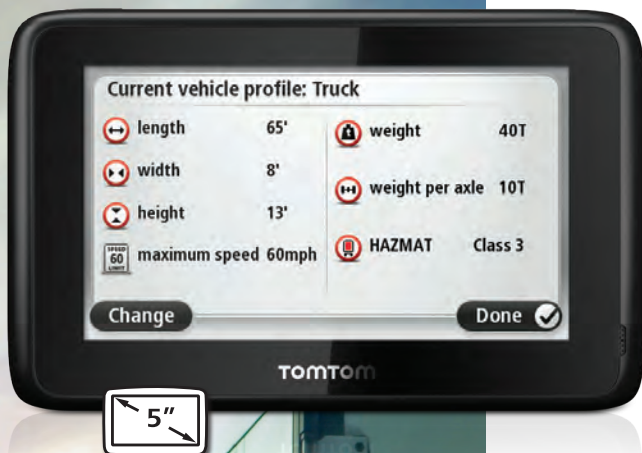 Current vehicle profile: Truck
length 65'
width 8'
height 13'
SPEED
60
LIMIT
maximum speed 60mph
weight 40T
weight per axle 10T
HAZMAT Class 3
Change
Done
TOMTOM
5"